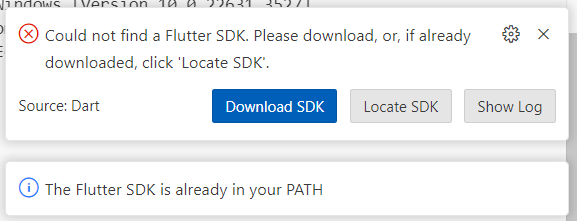 Windows [Version 10.0.22631.3527]
Could not find a Flutter SDK. Please download, or, if already
downloaded, click 'Locate SDK'.
Source: Dart
Download SDK
Locate SDK
Show Log
The Flutter SDK is already in your PATH